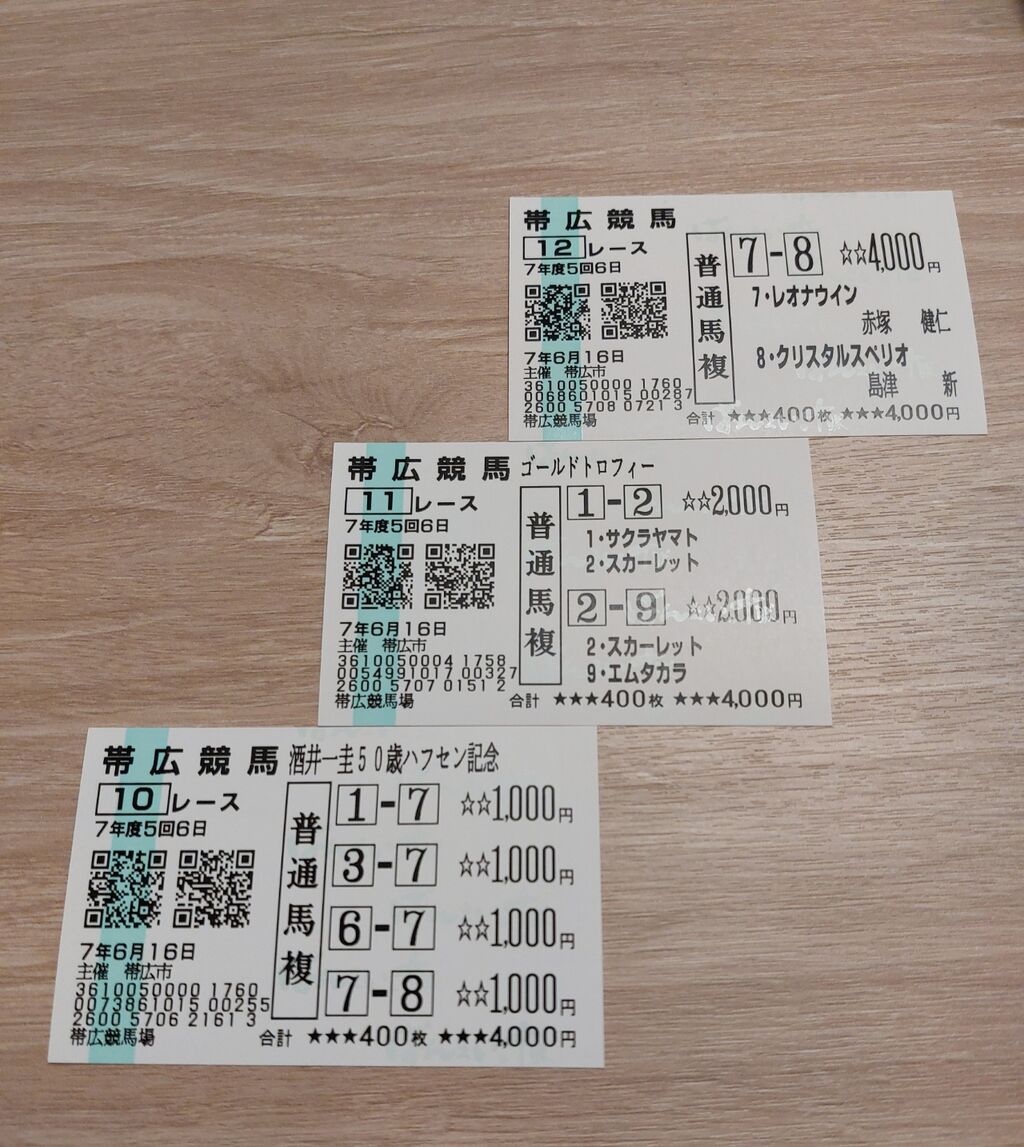 帯広競馬
12レース
7年度5回6日
7年6月16日
主催 帯広市
3610050000 1760
0068601015 00287
2600 5708 0721 3
帯広競馬場
普通馬複
7-8 ☆☆4,000円
7・レオナウイン
赤塚 健仁
8・クリスタルスペリオ
島津 新
合計 ★★★400枚 ★★★4,000円
帯広競馬 ゴールドトロフィー
11レース
7年度5回6日
7年6月16日
主催 帯広市
3610050004 1758
0054991017 00327
2600 5707 0151 2
帯広競馬場
普通馬複
1-2 ☆☆2,000円
1・サクラヤマト
2・スカーレット
2-9 ☆☆2,000円
2・スカーレット
9・エムタカラ
合計 ★★★400枚 ★★★4,000円
帯広競馬 酒井一圭50歳ハフセン記念
10レース
7年度5回6日
7年6月16日
主催 帯広市
3610050000 1760
0073861015 00255
2600 5706 2161 3
帯広競馬場
普通馬複
1-7 ☆☆1,000円
3-7 ☆☆1,000円
6-7 ☆☆1,000円
7-8 ☆☆1,000円
合計 ★★★400枚 ★★★4,000円